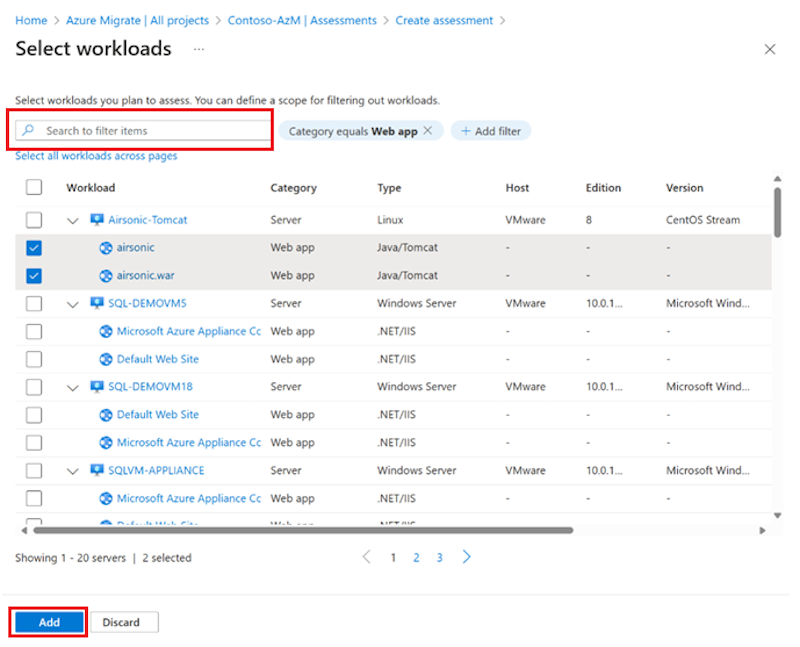 Home > Azure Migrate | All projects > Contoso-AzM | Assessments > Create assessment >
Select workloads ...
Select workloads you plan to assess. You can define a scope for filtering out workloads.
Search to filter items Category equals Web app × + Add filter
Select all workloads across pages
Workload Category Type Host Edition Version
Airsonic-Tomcat Server Linux VMware 8 CentOS Stream
airsonic Web app Java/Tomcat - - -
airsonic.war Web app Java/Tomcat - - -
SQL-DEMOVM5 Server Windows Server VMware 10.0.1... Microsoft Wind...
Microsoft Azure Appliance Cc Web app .NET/IIS - - -
Default Web Site Web app .NET/IIS - - -
SQL-DEMOVM18 Server Windows Server VMware 10.0.1... Microsoft Wind...
Default Web Site Web app .NET/IIS - - -
Microsoft Azure Appliance Cc Web app .NET/IIS - - -
SQLVM-APPLIANCE Server Windows Server VMware 10.0.1... Microsoft Wind...
Microsoft Azure Appliance Cc Web app .NET/IIS - - -
Showing 1 - 20 servers | 2 selected < 1 2 3 >
Add Discard